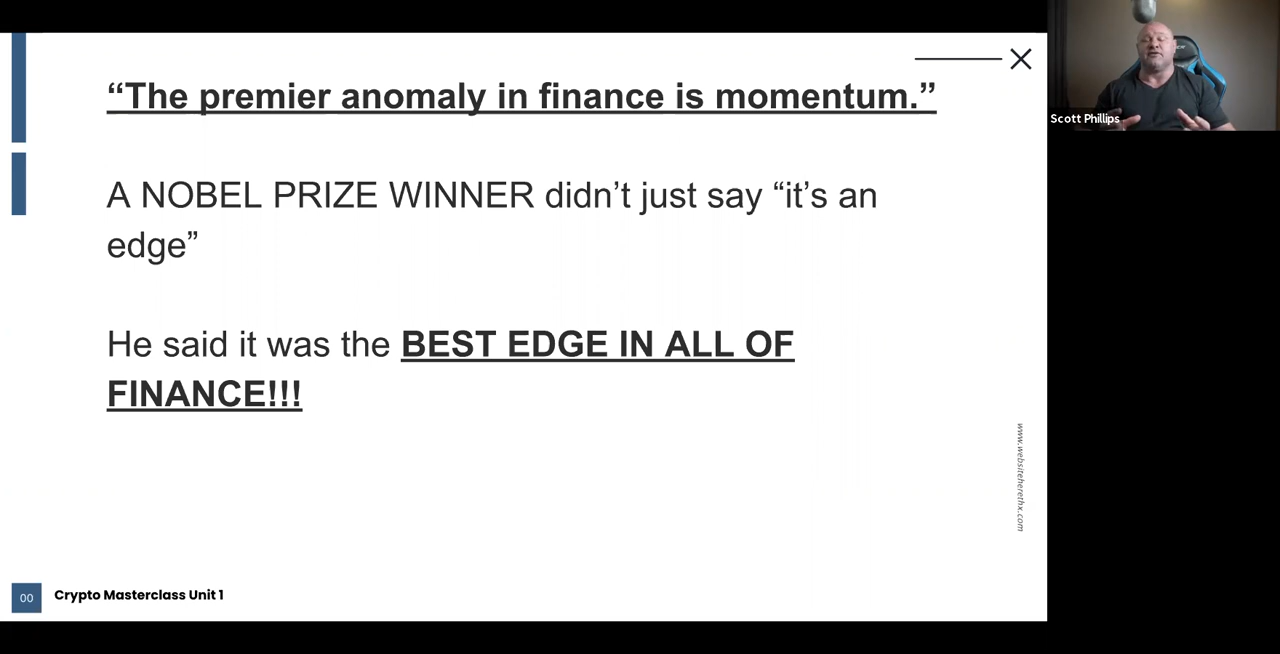 “The premier anomaly in finance is momentum.”
A NOBEL PRIZE WINNER didn’t just say “it’s an
edge”
He said it was the BEST EDGE IN ALL OF
FINANCE!!!
www.websiteherethx.com
00
Crypto Masterclass Unit 1
Scott Phillips